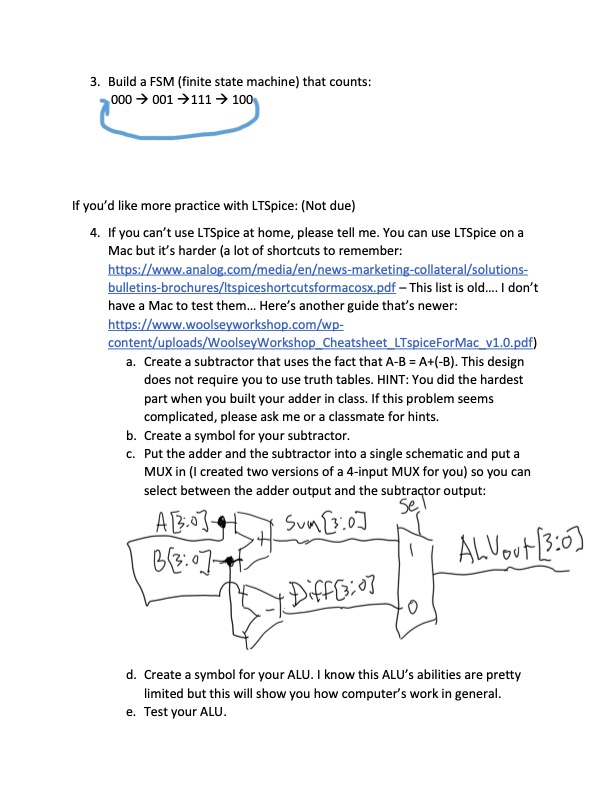 3. Build a FSM (finite state machine) that counts:
000 → 001 →111 → 100
If you'd like more practice with LTSpice: (Not due)
4. If you can't use LTSpice at home, please tell me. You can use LTSpice on a
Mac but it's harder (a lot of shortcuts to remember:
https://www.analog.com/media/en/news-marketing-collateral/solutions-
bulletins-brochures/ltspiceshortcutsformacosx.pdf – This list is old.... I don't
have a Mac to test them... Here's another guide that's newer:
https://www.woolseyworkshop.com/wp-
content/uploads/WoolseyWorkshop_Cheatsheet_LTspiceForMac_v1.0.pdf)
a. Create a subtractor that uses the fact that A-B = A+(-B). This design
does not require you to use truth tables. HINT: You did the hardest
part when you built your adder in class. If this problem seems
complicated, please ask me or a classmate for hints.
b. Create a symbol for your subtractor.
c. Put the adder and the subtractor into a single schematic and put a
MUX in (I created two versions of a 4-input MUX for you) so you can
select between the adder output and the subtractor output:
Sel
A[3:0] + Sum[3:0] 1
B[3:0] ALUout[3:0]
- Diff[3:0] 0
d. Create a symbol for your ALU. I know this ALU's abilities are pretty
limited but this will show you how computer's work in general.
e. Test your ALU.